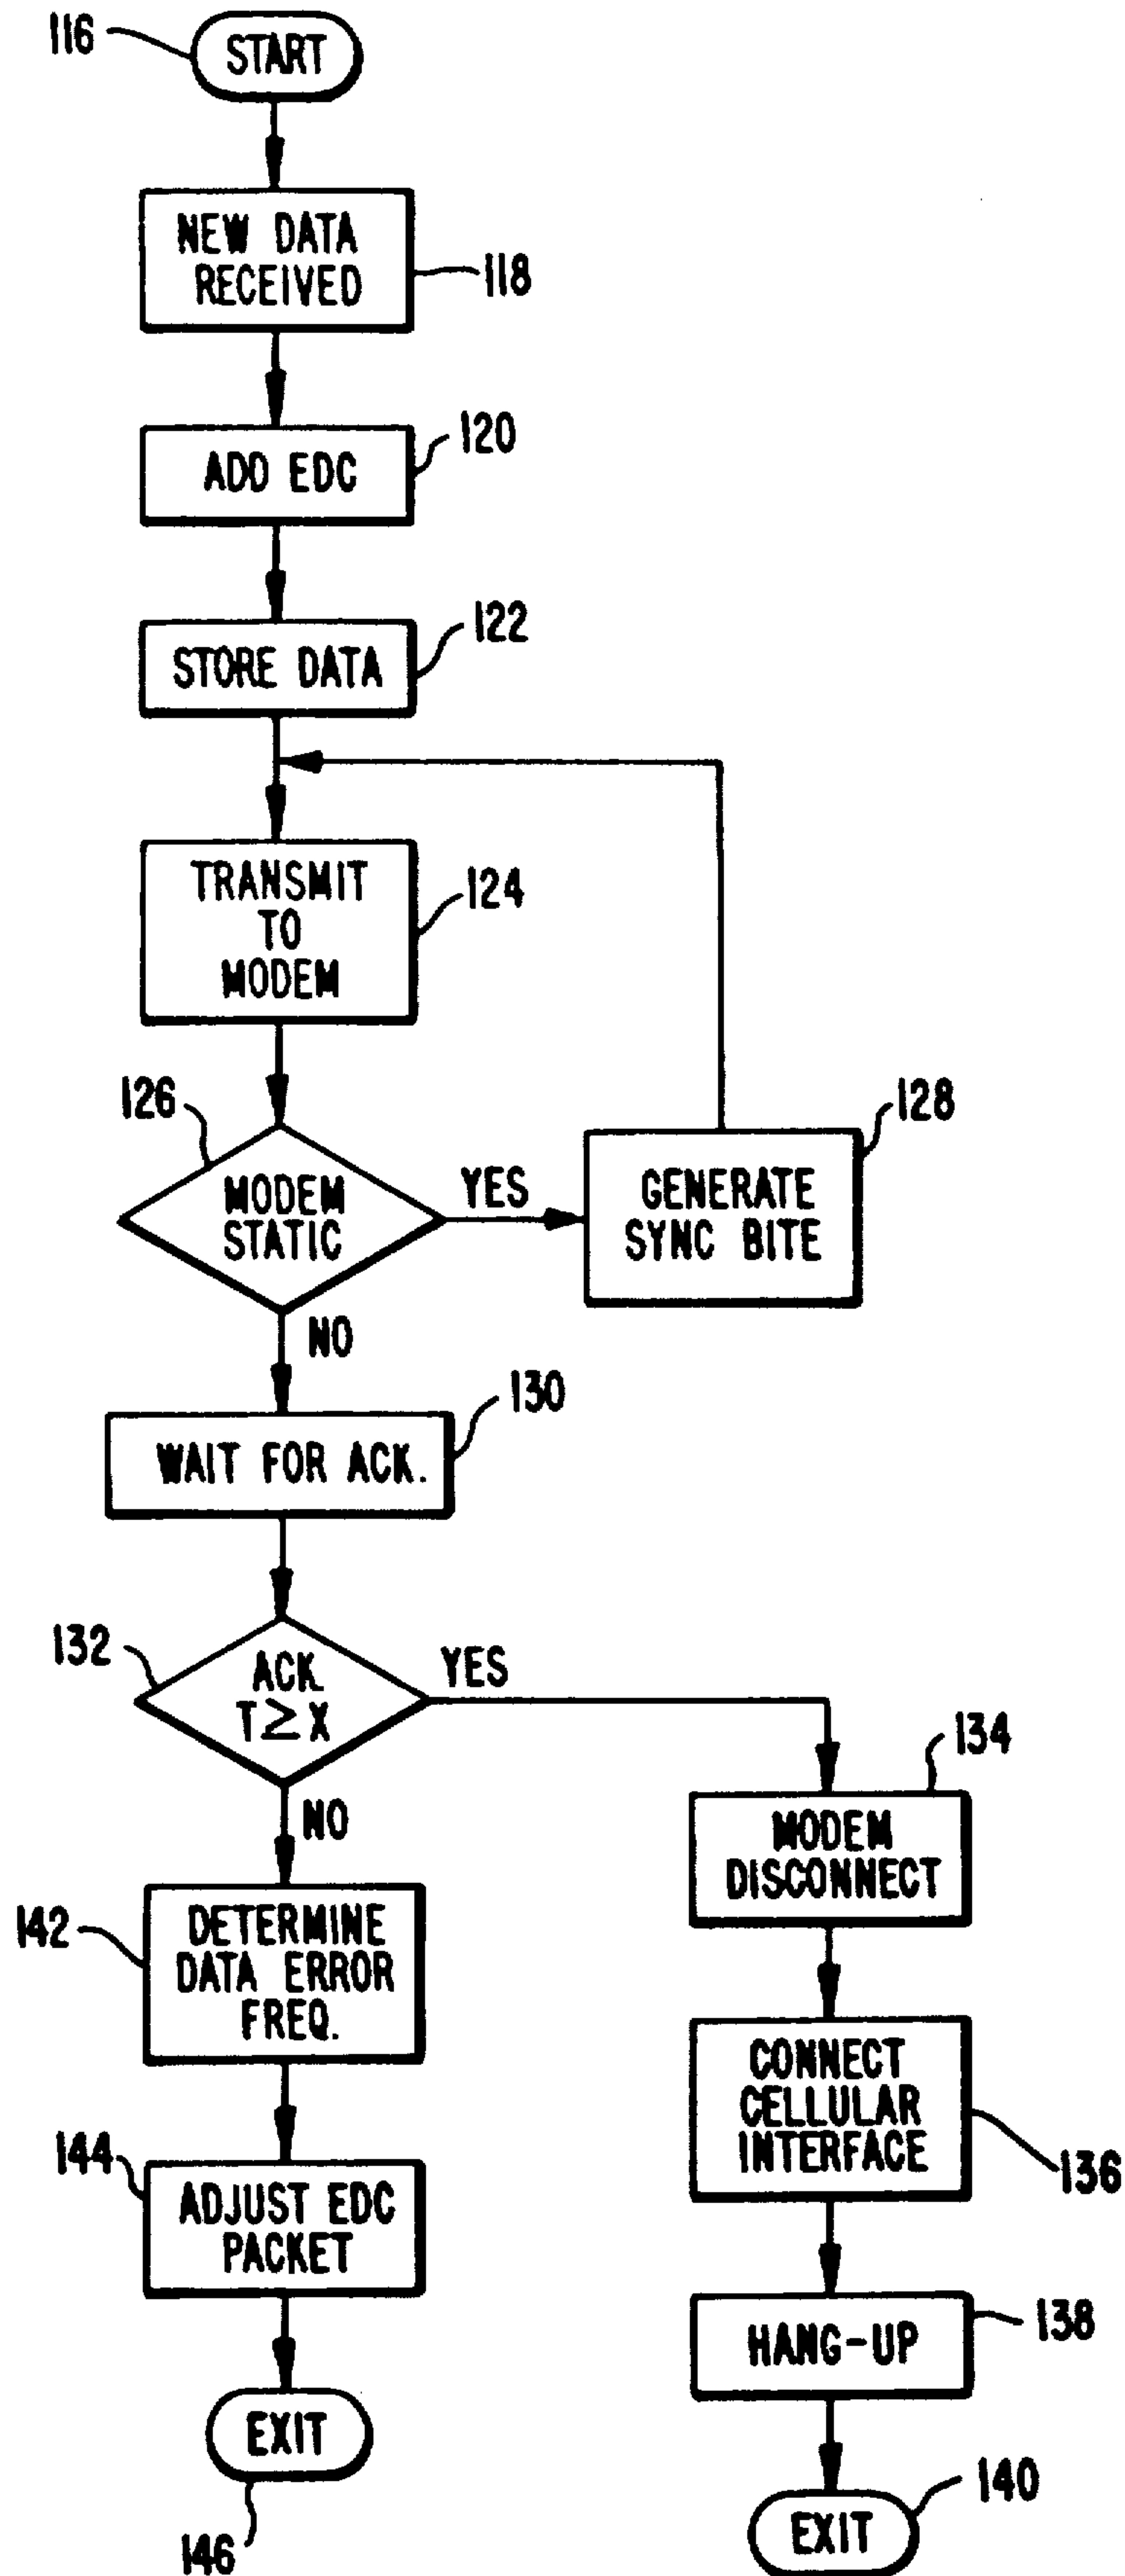 116
START
NEW DATA
RECEIVED
118
120
ADD EDC
122
STORE DATA
TRANSMIT
TO
MODEM
124
126
MODEM
STATIC
YES
128
GENERATE
SYNC BITE
NO
130
WAIT FOR ACK.
132
ACK
T≥X
YES
134
MODEM
DISCONNECT
NO
142
DETERMINE
DATA ERROR
FREQ.
CONNECT
CELLULAR
INTERFACE
136
144
ADJUST EDC
PACKET
HANG-UP
138
EXIT
146
140
EXIT